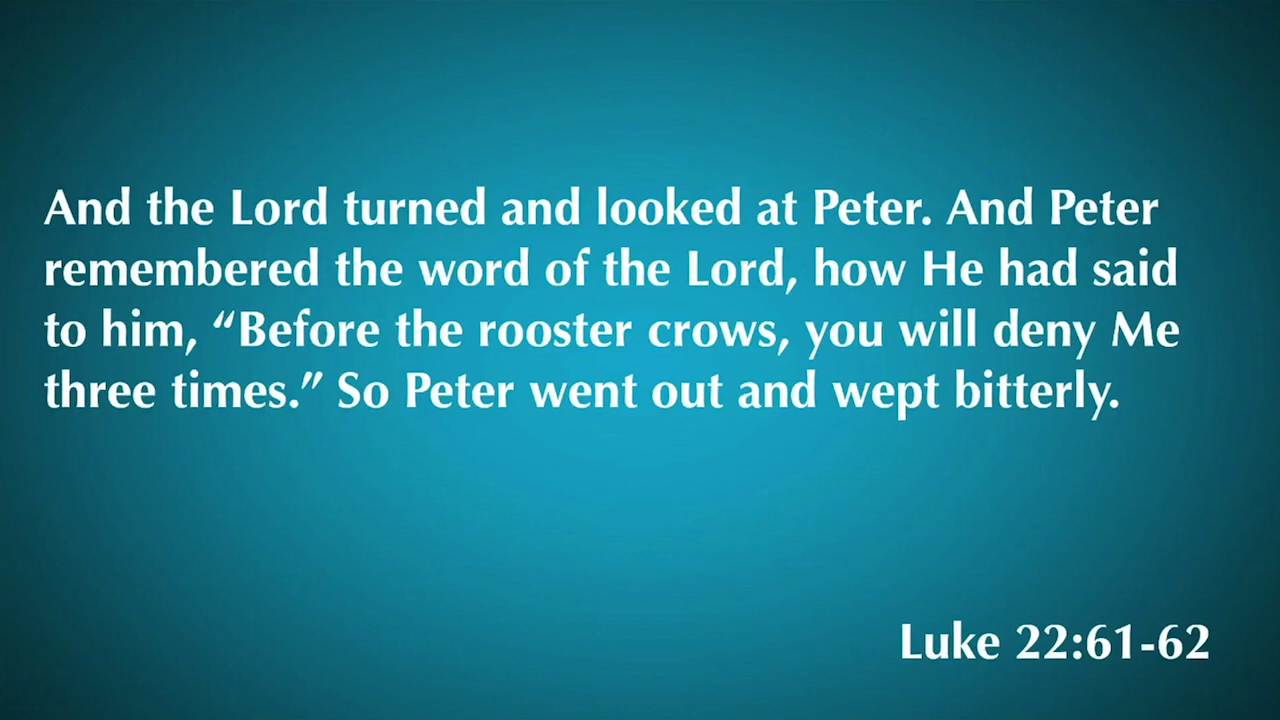 And the Lord turned and looked at Peter. And Peter
remembered the word of the Lord, how He had said
to him, “Before the rooster crows, you will deny Me
three times.” So Peter went out and wept bitterly.
Luke 22:61-62